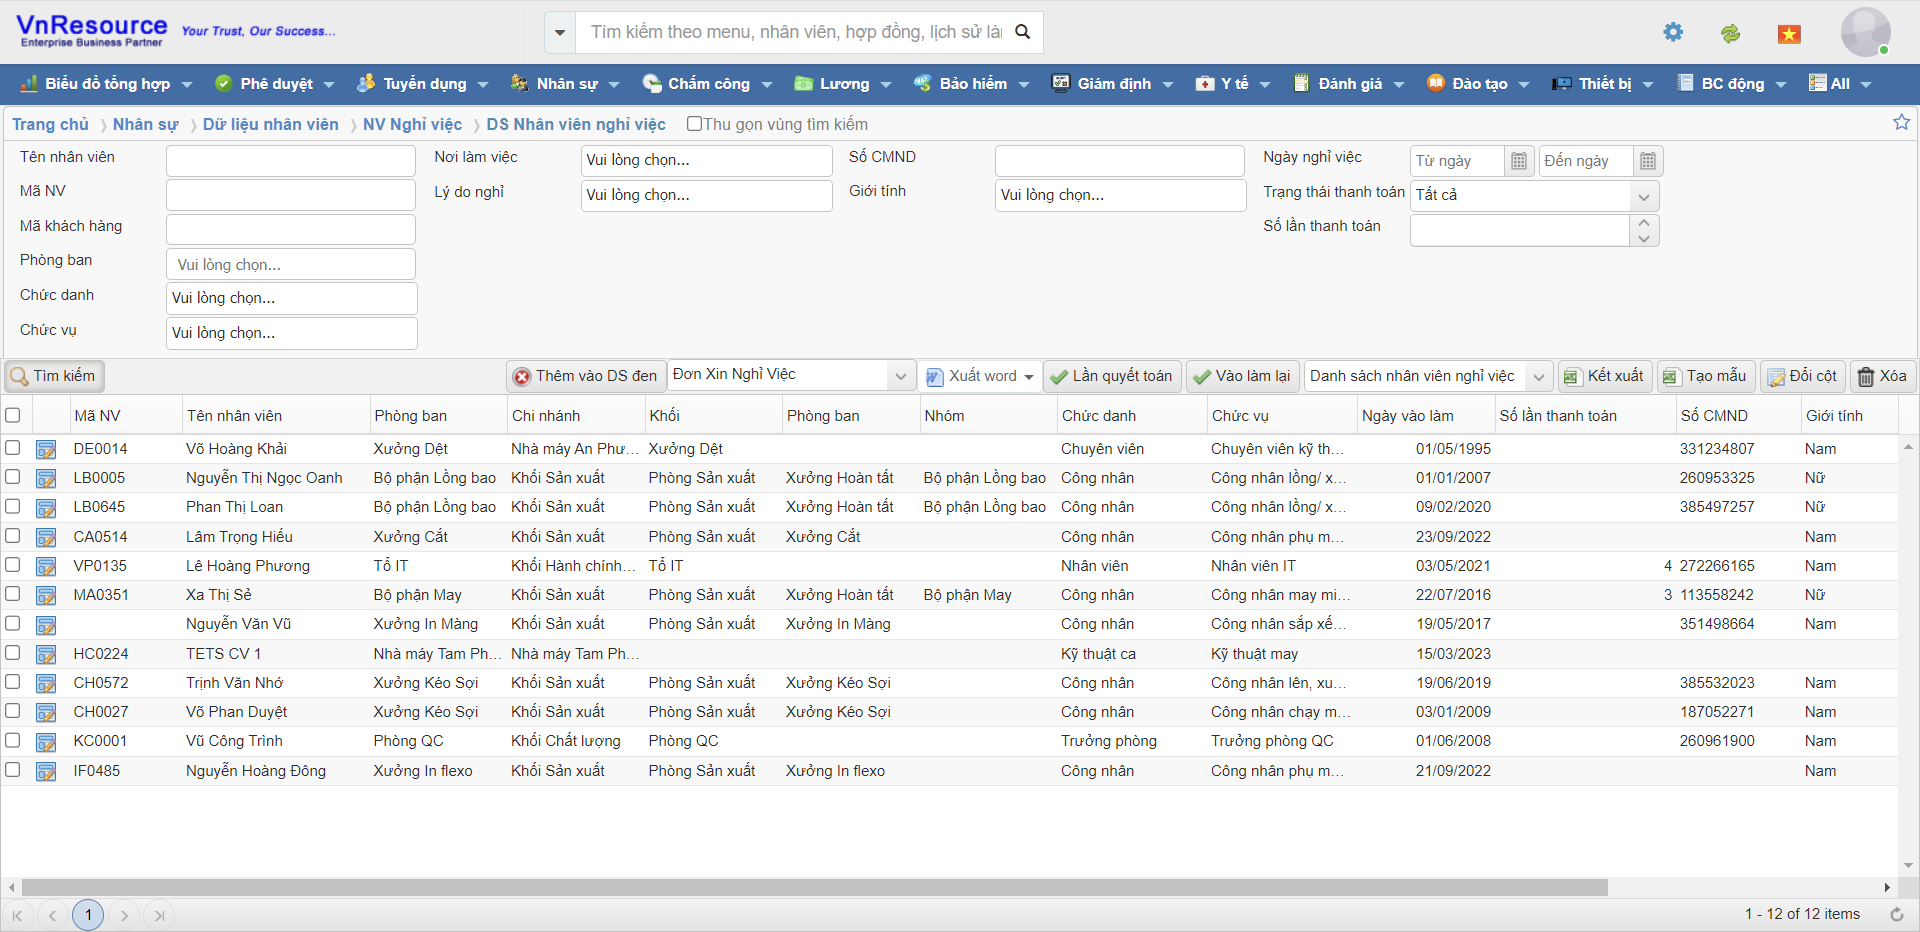 VnResource
Enterprise Business Partner
Your Trust, Our Success...
Tìm kiếm theo menu, nhân viên, hợp đồng, lịch sử làı
Biểu đồ tổng hợp Phê duyệt Tuyển dụng Nhân sự Chấm công Lương Bảo hiểm Giám định Y tế Đánh giá Đào tạo Thiết bị BC động All
Trang chủ Nhân sự Dữ liệu nhân viên NV Nghỉ việc DS Nhân viên nghỉ việc Thu gọn vùng tìm kiếm
Tên nhân viên Nơi làm việc Vui lòng chọn... Số CMND Ngày nghỉ việc Từ ngày Đến ngày
Mã NV Lý do nghỉ Vui lòng chọn... Giới tính Vui lòng chọn... Trạng thái thanh toán Tất cả
Mã khách hàng Số lần thanh toán
Phòng ban Vui lòng chọn...
Chức danh Vui lòng chọn...
Chức vụ Vui lòng chọn...
Tìm kiếm Thêm vào DS đen Đơn Xin Nghỉ Việc Xuất word Lần quyết toán Vào làm lại Danh sách nhân viên nghỉ việc Kết xuất Tạo mẫu Đổi cột Xóa
Mã NV Tên nhân viên Phòng ban Chi nhánh Khối Phòng ban Nhóm Chức danh Chức vụ Ngày vào làm Số lần thanh toán Số CMND Giới tính
DE0014 Võ Hoàng Khải Xưởng Dệt Nhà máy An Phư... Xưởng Dệt Chuyên viên Chuyên viên kỹ th... 01/05/1995 331234807 Nam
LB0005 Nguyễn Thị Ngọc Oanh Bộ phận Lồng bao Khối Sản xuất Phòng Sản xuất Xưởng Hoàn tất Bộ phận Lồng bao Công nhân Công nhân lồng/ x... 01/01/2007 260953325 Nữ
LB0645 Phan Thị Loan Bộ phận Lồng bao Khối Sản xuất Phòng Sản xuất Xưởng Hoàn tất Bộ phận Lồng bao Công nhân Công nhân lồng/ x... 09/02/2020 385497257 Nữ
CA0514 Lâm Trọng Hiếu Xưởng Cắt Khối Sản xuất Phòng Sản xuất Xưởng Cắt Công nhân Công nhân phụ m... 23/09/2022 Nam
VP0135 Lê Hoàng Phương Tổ IT Khối Hành chính... Tổ IT Nhân viên Nhân viên IT 03/05/2021 4 272266165 Nam
MA0351 Xa Thị Sẻ Bộ phận May Khối Sản xuất Phòng Sản xuất Xưởng Hoàn tất Bộ phận May Công nhân Công nhân may mi... 22/07/2016 3 113558242 Nữ
Nguyễn Văn Vũ Xưởng In Màng Khối Sản xuất Phòng Sản xuất Xưởng In Màng Công nhân Công nhân sắp xế... 19/05/2017 351498664 Nam
HC0224 TETS CV 1 Nhà máy Tam Ph... Nhà máy Tam Ph... Kỹ thuật ca Kỹ thuật may 15/03/2023
CH0572 Trịnh Văn Nhớ Xưởng Kéo Sợi Khối Sản xuất Phòng Sản xuất Xưởng Kéo Sợi Công nhân Công nhân lên, xu... 19/06/2019 385532023 Nam
CH0027 Võ Phan Duyệt Xưởng Kéo Sợi Khối Sản xuất Phòng Sản xuất Xưởng Kéo Sợi Công nhân Công nhân chạy m... 03/01/2009 187052271 Nam
KC0001 Vũ Công Trình Phòng QC Khối Chất lượng Phòng QC Trưởng phòng Trưởng phòng QC 01/06/2008 260961900 Nam
IF0485 Nguyễn Hoàng Đông Xưởng In flexo Khối Sản xuất Phòng Sản xuất Xưởng In flexo Công nhân Công nhân phụ m... 21/09/2022 Nam
1 1 - 12 of 12 items